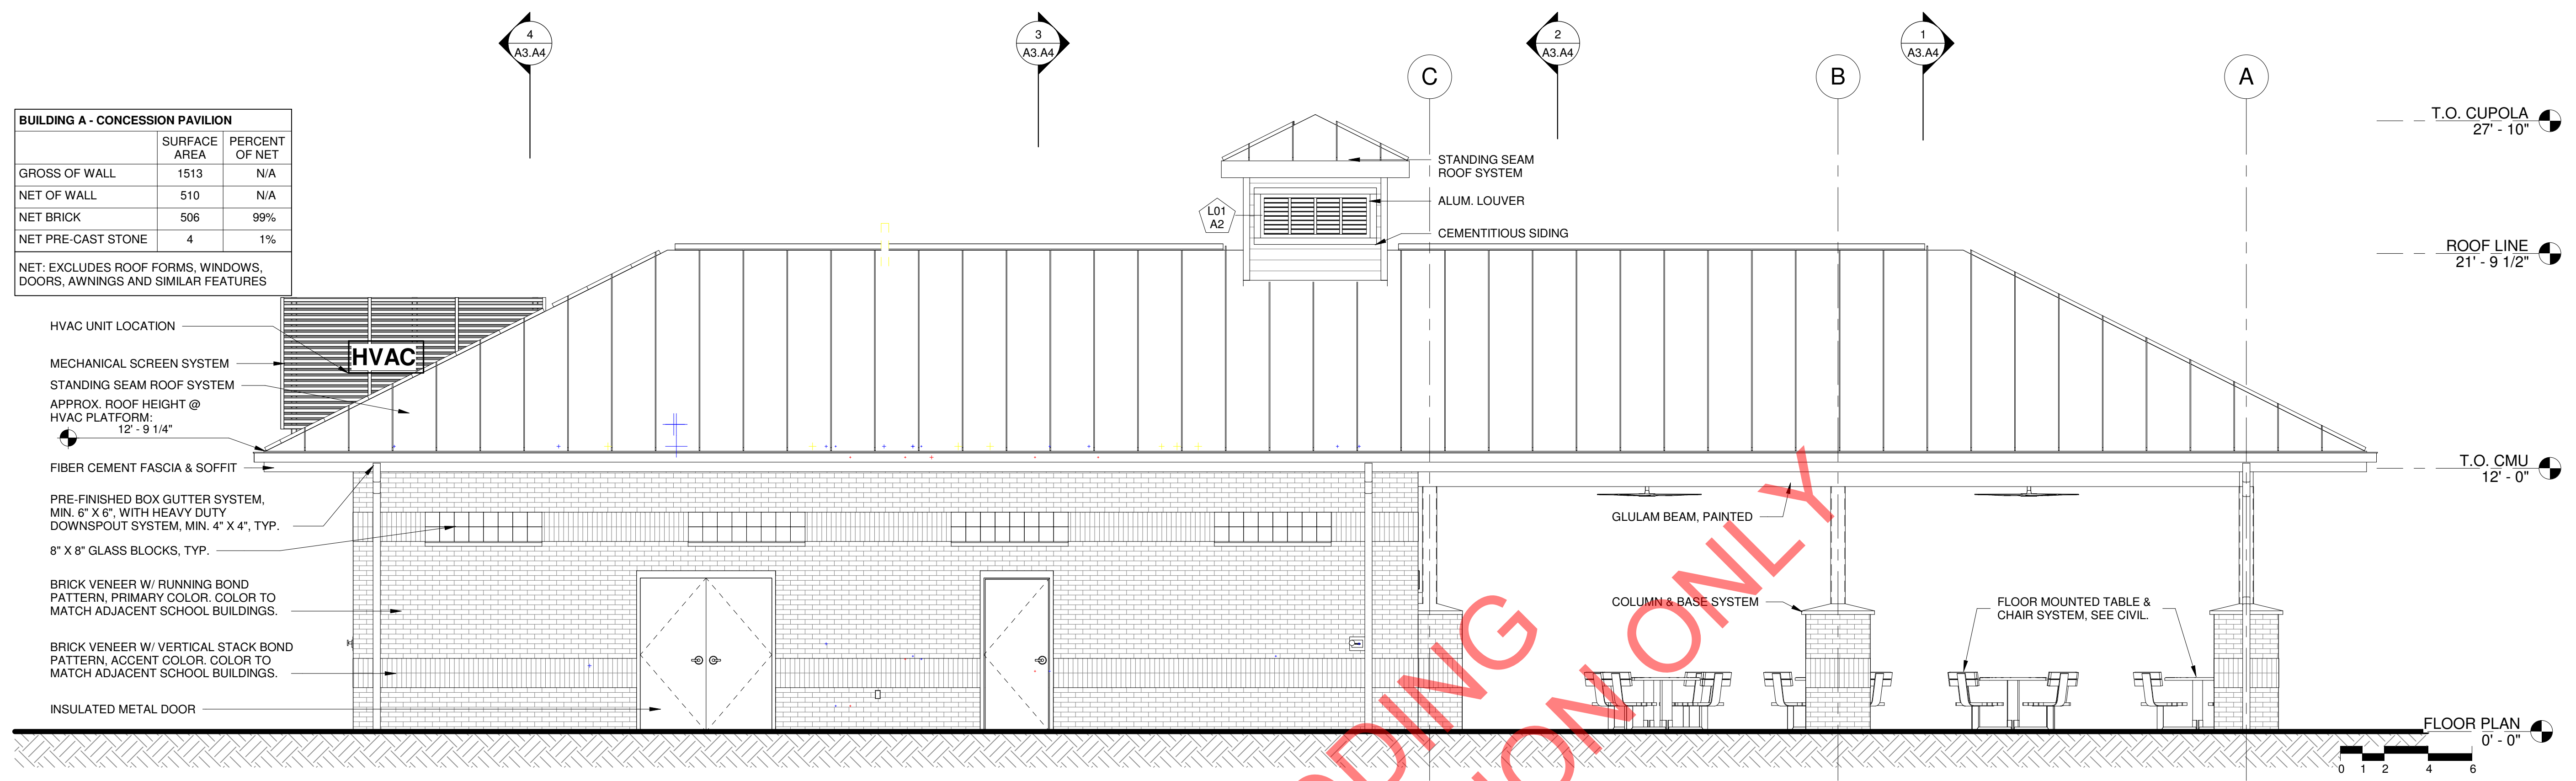 4
A3.A4
3
A3.A4
2
A3.A4
1
A3.A4
C
B
A
BUILDING A - CONCESSION PAVILION
SURFACE AREA
PERCENT OF NET
GROSS OF WALL 1513 N/A
NET OF WALL 510 N/A
NET BRICK 506 99%
NET PRE-CAST STONE 4 1%
NET: EXCLUDES ROOF FORMS, WINDOWS,
DOORS, AWNINGS AND SIMILAR FEATURES
HVAC UNIT LOCATION
HVAC
MECHANICAL SCREEN SYSTEM
STANDING SEAM ROOF SYSTEM
APPROX. ROOF HEIGHT @
HVAC PLATFORM:
12' - 9 1/4"
FIBER CEMENT FASCIA & SOFFIT
PRE-FINISHED BOX GUTTER SYSTEM,
MIN. 6" X 6", WITH HEAVY DUTY
DOWNSPOUT SYSTEM, MIN. 4" X 4", TYP.
8" X 8" GLASS BLOCKS, TYP.
BRICK VENEER W/ RUNNING BOND
PATTERN, PRIMARY COLOR. COLOR TO
MATCH ADJACENT SCHOOL BUILDINGS.
BRICK VENEER W/ VERTICAL STACK BOND
PATTERN, ACCENT COLOR. COLOR TO
MATCH ADJACENT SCHOOL BUILDINGS.
INSULATED METAL DOOR
L01
A2
STANDING SEAM
ROOF SYSTEM
ALUM. LOUVER
CEMENTITIOUS SIDING
GLULAM BEAM, PAINTED
COLUMN & BASE SYSTEM
FLOOR MOUNTED TABLE &
CHAIR SYSTEM, SEE CIVIL.
T.O. CUPOLA
27' - 10"
ROOF LINE
21' - 9 1/2"
T.O. CMU
12' - 0"
FLOOR PLAN
0' - 0"
0 1 2 4 6
ONLY